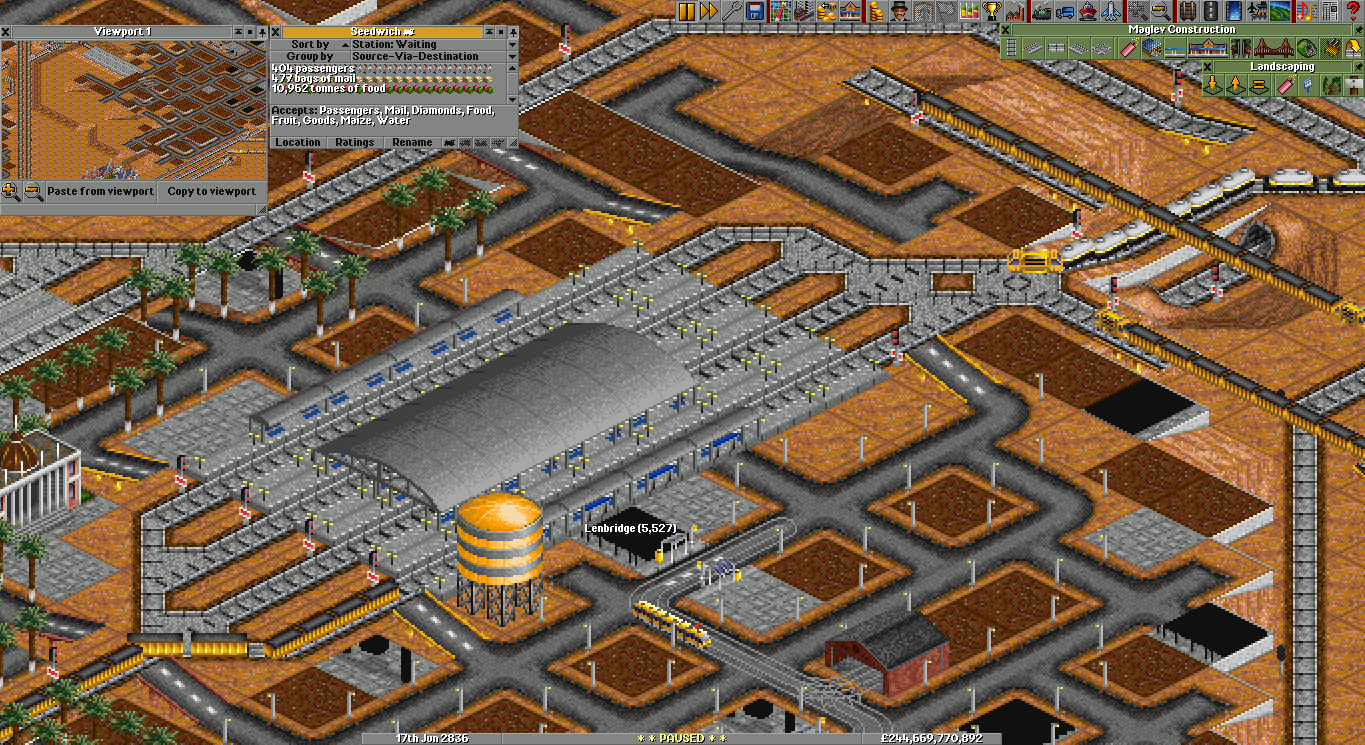 Viewport 1
Paste from viewport
Copy to viewport
Seedwich
Sort by
Station: Waiting
Group by
Source-Via-Destination
404 passengers
477 bags of mail
10,962 tonnes of food
Accepts: Passengers, Mail, Diamonds, Food,
Fruit, Goods, Maize, Water
Location
Ratings
Rename
Maglev Construction
Landscaping
Lenbridge (5,527)
17th Jun 2836
* * PAUSED * *
£244,669,770,892